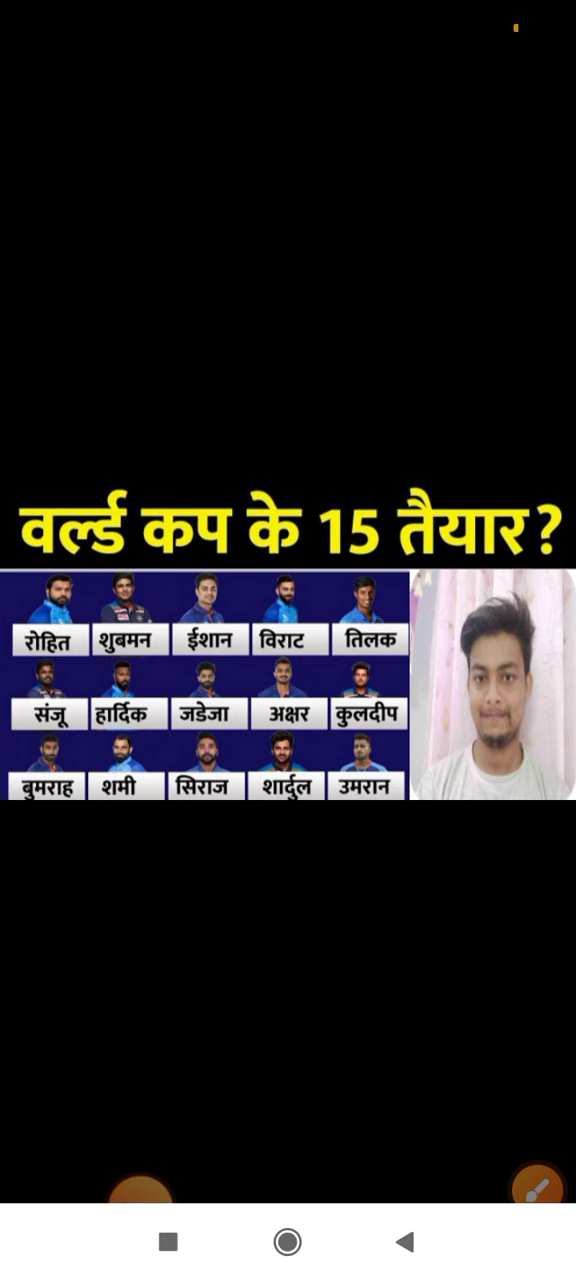 वर्ल्ड कप के 15 तैयार?
रोहित शुबमन ईशान विराट तिलक
संजू हार्दिक जडेजा अक्षर कुलदीप
बुमराह शमी सिराज शार्दुल उमरान